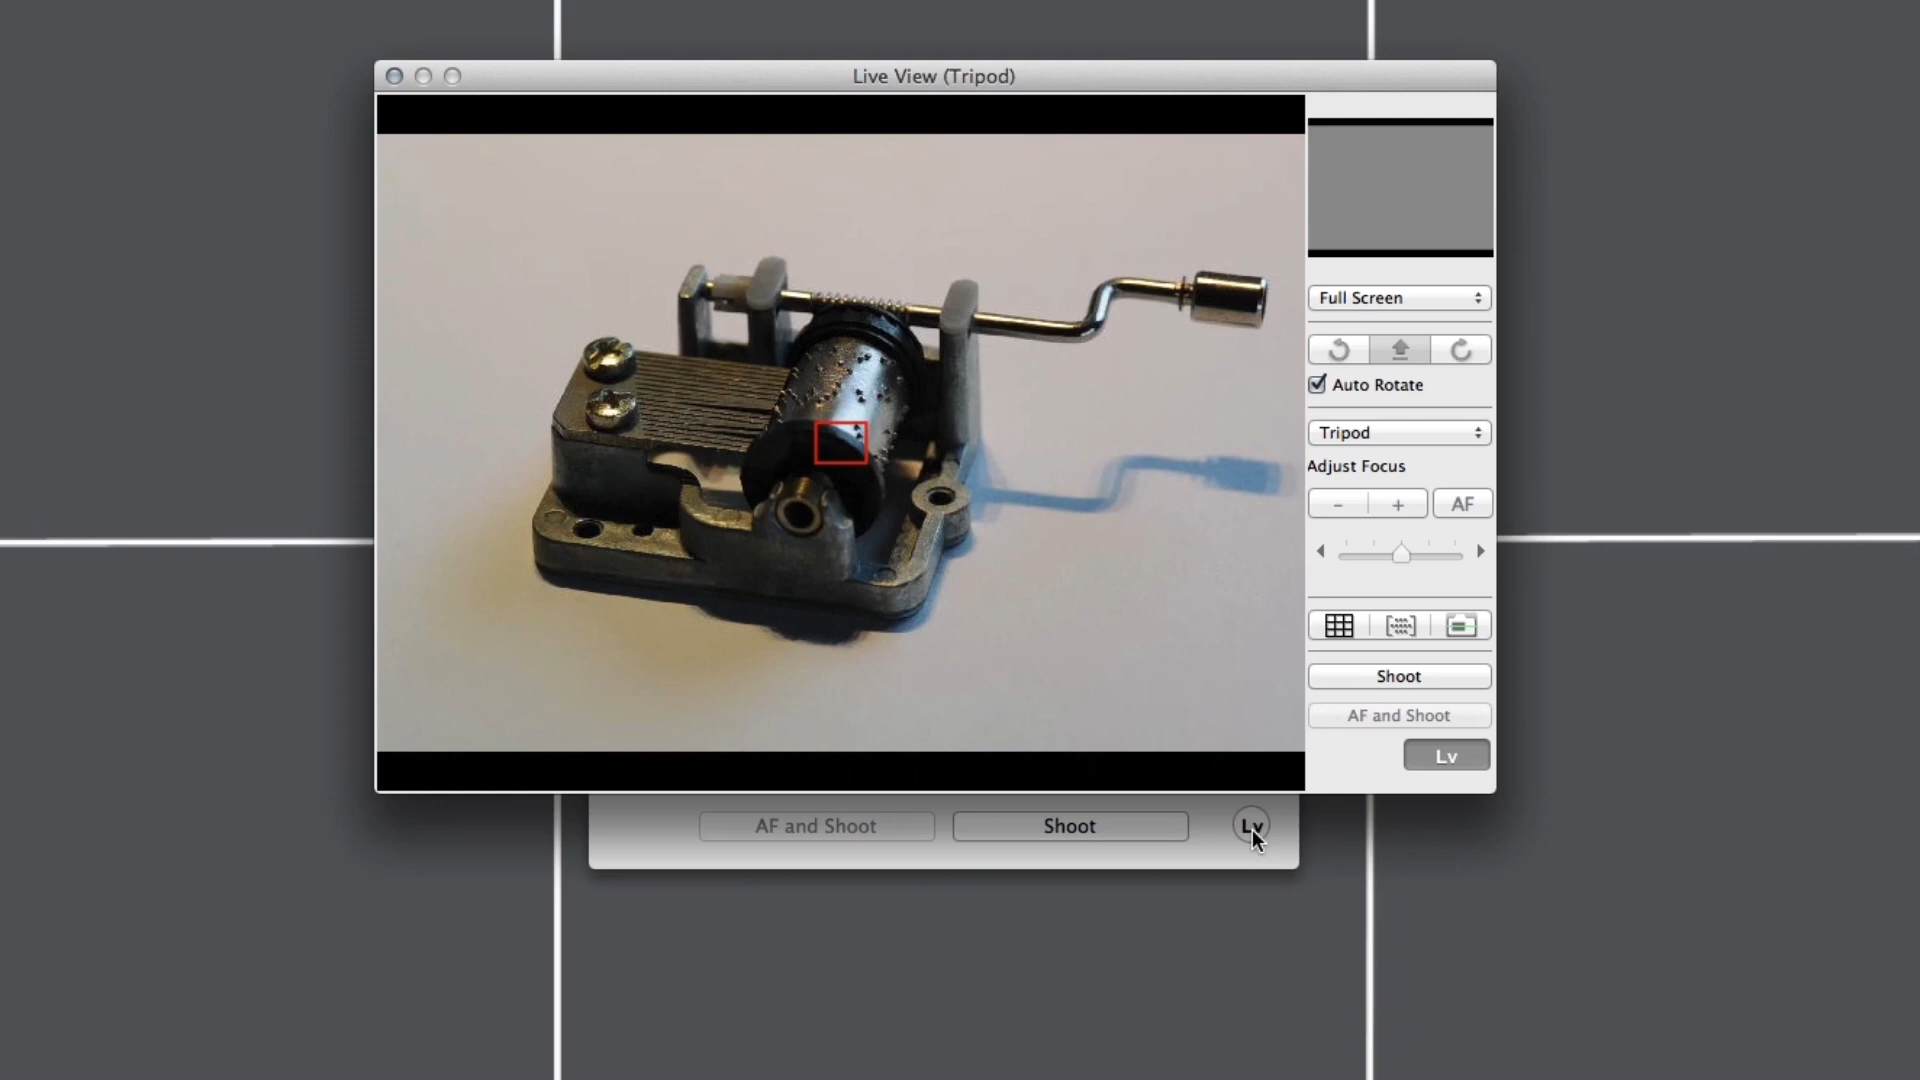 Live View (Tripod)
Full Screen
Auto Rotate
Tripod
Adjust Focus
- + AF
Shoot
AF and Shoot
Lv
AF and Shoot
Shoot
Lv